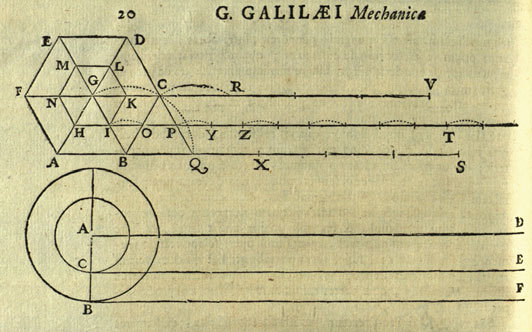 20 G. GALILÆI Mechanica
E D
M L
G
F N K C R V
H I O P Y Z T
A B Q X S
A D
C E
B F